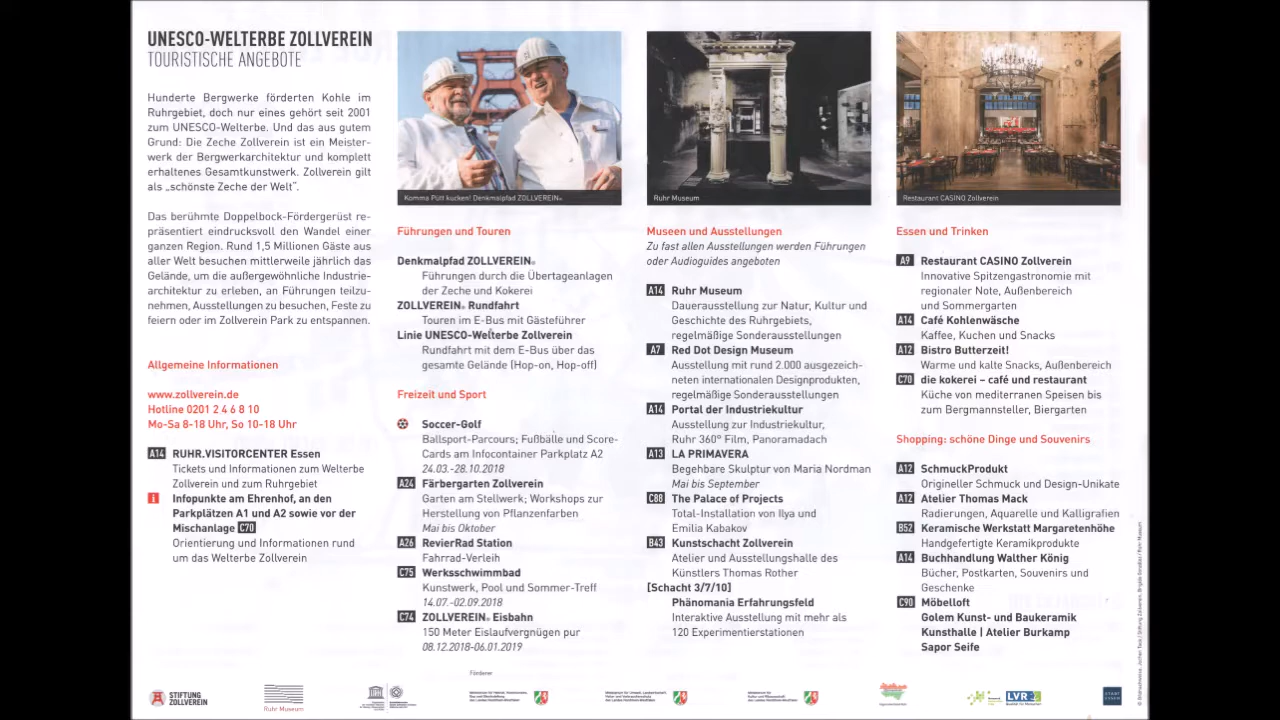 UNESCO-WELTERBE ZOLLVEREIN
TOURISTISCHE ANGEBOTE
Hunderte Bergwerke förderten Kohle im
Ruhrgebiet, doch nur eines gehört seit 2001
zum UNESCO-Welterbe. Und das aus gutem
Grund: Die Zeche Zollverein ist ein Meister-
werk der Bergwerkarchitektur und komplett
erhaltenes Gesamtkunstwerk. Zollverein gilt
als „schönste Zeche der Welt“.
Das berühmte Doppelbock-Fördergerüst re-
präsentiert eindrucksvoll den Wandel einer
ganzen Region. Rund 1,5 Millionen Gäste aus
aller Welt besuchen mittlerweile jährlich das
Gelände, um die außergewöhnliche Industrie-
architektur zu erleben, an Führungen teilzu-
nehmen, Ausstellungen zu besuchen, Feste zu
feiern oder im Zollverein Park zu entspannen.
Allgemeine Informationen
www.zollverein.de
Hotline 0201 2 4 6 8 10
Mo-Sa 8-18 Uhr, So 10-18 Uhr
A14 RUHR.VISITORCENTER Essen
Tickets und Informationen zum Welterbe
Zollverein und zum Ruhrgebiet
i Infopunkte am Ehrenhof, an den
Parkplätzen A1 und A2 sowie vor der
Mischanlage C70
Orientierung und Informationen rund
um das Welterbe Zollverein
Komma Pütt kucken! Denkmalpfad ZOLLVEREIN®
Führungen und Touren
Denkmalpfad ZOLLVEREIN®
Führungen durch die Übertageanlagen
der Zeche und Kokerei
ZOLLVEREIN® Rundfahrt
Touren im E-Bus mit Gästeführer
Linie UNESCO-Welterbe Zollverein
Rundfahrt mit dem E-Bus über das
gesamte Gelände (Hop-on, Hop-off)
Freizeit und Sport
Soccer-Golf
Ballsport-Parcours; Fußbälle und Score-
Cards am Infocontainer Parkplatz A2
24.03.-28.10.2018
A24 Färbergarten Zollverein
Garten am Stellwerk; Workshops zur
Herstellung von Pflanzenfarben
Mai bis Oktober
A26 RevierRad Station
Fahrrad-Verleih
C75 Werksschwimmbad
Kunstwerk, Pool und Sommer-Treff
14.07.-02.09.2018
C74 ZOLLVEREIN® Eisbahn
150 Meter Eislaufvergnügen pur
08.12.2018-06.01.2019
Ruhr Museum
Museen und Ausstellungen
Zu fast allen Ausstellungen werden Führungen
oder Audioguides angeboten
A14 Ruhr Museum
Dauerausstellung zur Natur, Kultur und
Geschichte des Ruhrgebiets,
regelmäßige Sonderausstellungen
A7 Red Dot Design Museum
Ausstellung mit rund 2.000 ausgezeich-
neten internationalen Designprodukten,
regelmäßige Sonderausstellungen
A14 Portal der Industriekultur
Ausstellung zur Industriekultur,
Ruhr 360° Film, Panoramadach
A13 LA PRIMAVERA
Begehbare Skulptur von Maria Nordman
Mai bis September
C88 The Palace of Projects
Total-Installation von Ilya und
Emilia Kabakov
B43 Kunstschacht Zollverein
Atelier und Ausstellungshalle des
Künstlers Thomas Rother
[Schacht 3/7/10]
Phänomania Erfahrungsfeld
Interaktive Ausstellung mit mehr als
120 Experimentierstationen
Restaurant CASINO Zollverein
Essen und Trinken
A9 Restaurant CASINO Zollverein
Innovative Spitzengastronomie mit
regionaler Note, Außenbereich
und Sommergarten
A14 Café Kohlenwäsche
Kaffee, Kuchen und Snacks
A12 Bistro Butterzeit!
Warme und kalte Snacks, Außenbereich
C70 die kokerei – café und restaurant
Küche von mediterranen Speisen bis
zum Bergmannsteller, Biergarten
Shopping: schöne Dinge und Souvenirs
A12 SchmuckProdukt
Origineller Schmuck und Design-Unikate
A12 Atelier Thomas Mack
Radierungen, Aquarelle und Kalligrafien
B52 Keramische Werkstatt Margaretenhöhe
Handgefertigte Keramikprodukte
A14 Buchhandlung Walther König
Bücher, Postkarten, Souvenirs und
Geschenke
C90 Möbelloft
Golem Kunst- und Baukeramik
Kunsthalle | Atelier Burkamp
Sapor Seife
Förderer
STIFTUNG
ZOLLVEREIN
Ruhr Museum
LVR
STADT
ESSEN